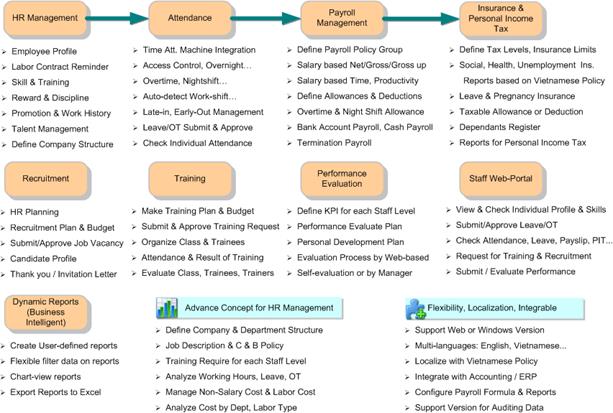 HR Management
Employee Profile
Labor Contract Reminder
Skill & Training
Reward & Discipline
Promotion & Work History
Talent Management
Define Company Structure
Attendance
Time Att. Machine Integration
Access Control, Overnight...
Overtime, Nightshift...
Auto-detect Work-shift...
Late-in, Early-Out Management
Leave/OT Submit & Approve
Check Individual Attendance
Payroll
Management
Define Payroll Policy Group
Salary based Net/Gross/Gross up
Salary based Time, Productivity
Define Allowances & Deductions
Overtime & Night Shift Allowance
Bank Account Payroll, Cash Payroll
Termination Payroll
Insurance &
Personal Income
Tax
Define Tax Levels, Insurance Limits
Social, Health, Unemployment Ins.
Reports based on Vietnamese Policy
Leave & Pregnancy Insurance
Taxable Allowance or Deduction
Dependants Register
Reports for Personal Income Tax
Recruitment
HR Planning
Recruitment Plan & Budget
Submit/Approve Job Vacancy
Candidate Profile
Thank you / Invitation Letter
Training
Make Training Plan & Budget
Submit & Approve Training Request
Organize Class & Trainees
Attendance & Result of Training
Evaluate Class, Trainees, Trainers
Performance
Evaluation
Define KPI for each Staff Level
Performance Evaluate Plan
Personal Development Plan
Evaluation Process by Web-based
Self-evaluation or by Manager
Staff Web-Portal
View & Check Individual Profile & Skills
Submit/Approve Leave/OT
Check Attendance, Leave, Payslip, PIT...
Request for Training & Recruitment
Submit / Evaluate Performance
Dynamic Reports
(Business
Intelligent)
Create User-defined reports
Flexible filter data on reports
Chart-view reports
Export Reports to Excel
Advance Concept for HR Management
Define Company & Department Structure
Job Description & C & B Policy
Training Require for each Staff Level
Analyze Working Hours, Leave, OT
Manage Non-Salary Cost & Labor Cost
Analyze Cost by Dept, Labor Type
Flexibility, Localization, Integrable
Support Web or Windows Version
Multi-languages: English, Vietnamese...
Localize with Vietnamese Policy
Integrate with Accounting / ERP
Configure Payroll Formula & Reports
Support Version for Auditing Data